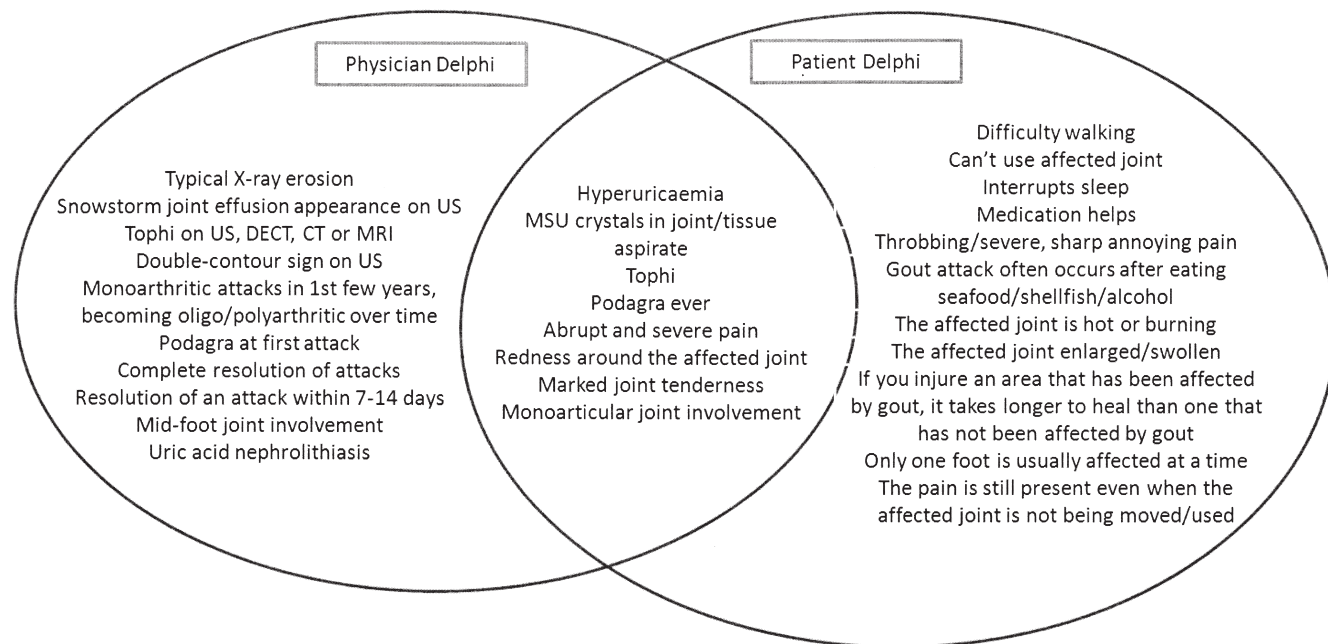 Physician Delphi
Patient Delphi
Typical X-ray erosion
Snowstorm joint effusion appearance on US
Tophi on US, DECT, CT or MRI
Double-contour sign on US
Monoarthritic attacks in 1st few years,
becoming oligo/polyarthritic over time
Podagra at first attack
Complete resolution of attacks
Resolution of an attack within 7-14 days
Mid-foot joint involvement
Uric acid nephrolithiasis
Hyperuricaemia
MSU crystals in joint/tissue
aspirate
Tophi
Podagra ever
Abrupt and severe pain
Redness around the affected joint
Marked joint tenderness
Monoarticular joint involvement
Difficulty walking
Can't use affected joint
Interrupts sleep
Medication helps
Throbbing/severe, sharp annoying pain
Gout attack often occurs after eating
seafood/shellfish/alcohol
The affected joint is hot or burning
The affected joint enlarged/swollen
If you injure an area that has been affected
by gout, it takes longer to heal than one that
has not been affected by gout
Only one foot is usually affected at a time
The pain is still present even when the
affected joint is not being moved/used